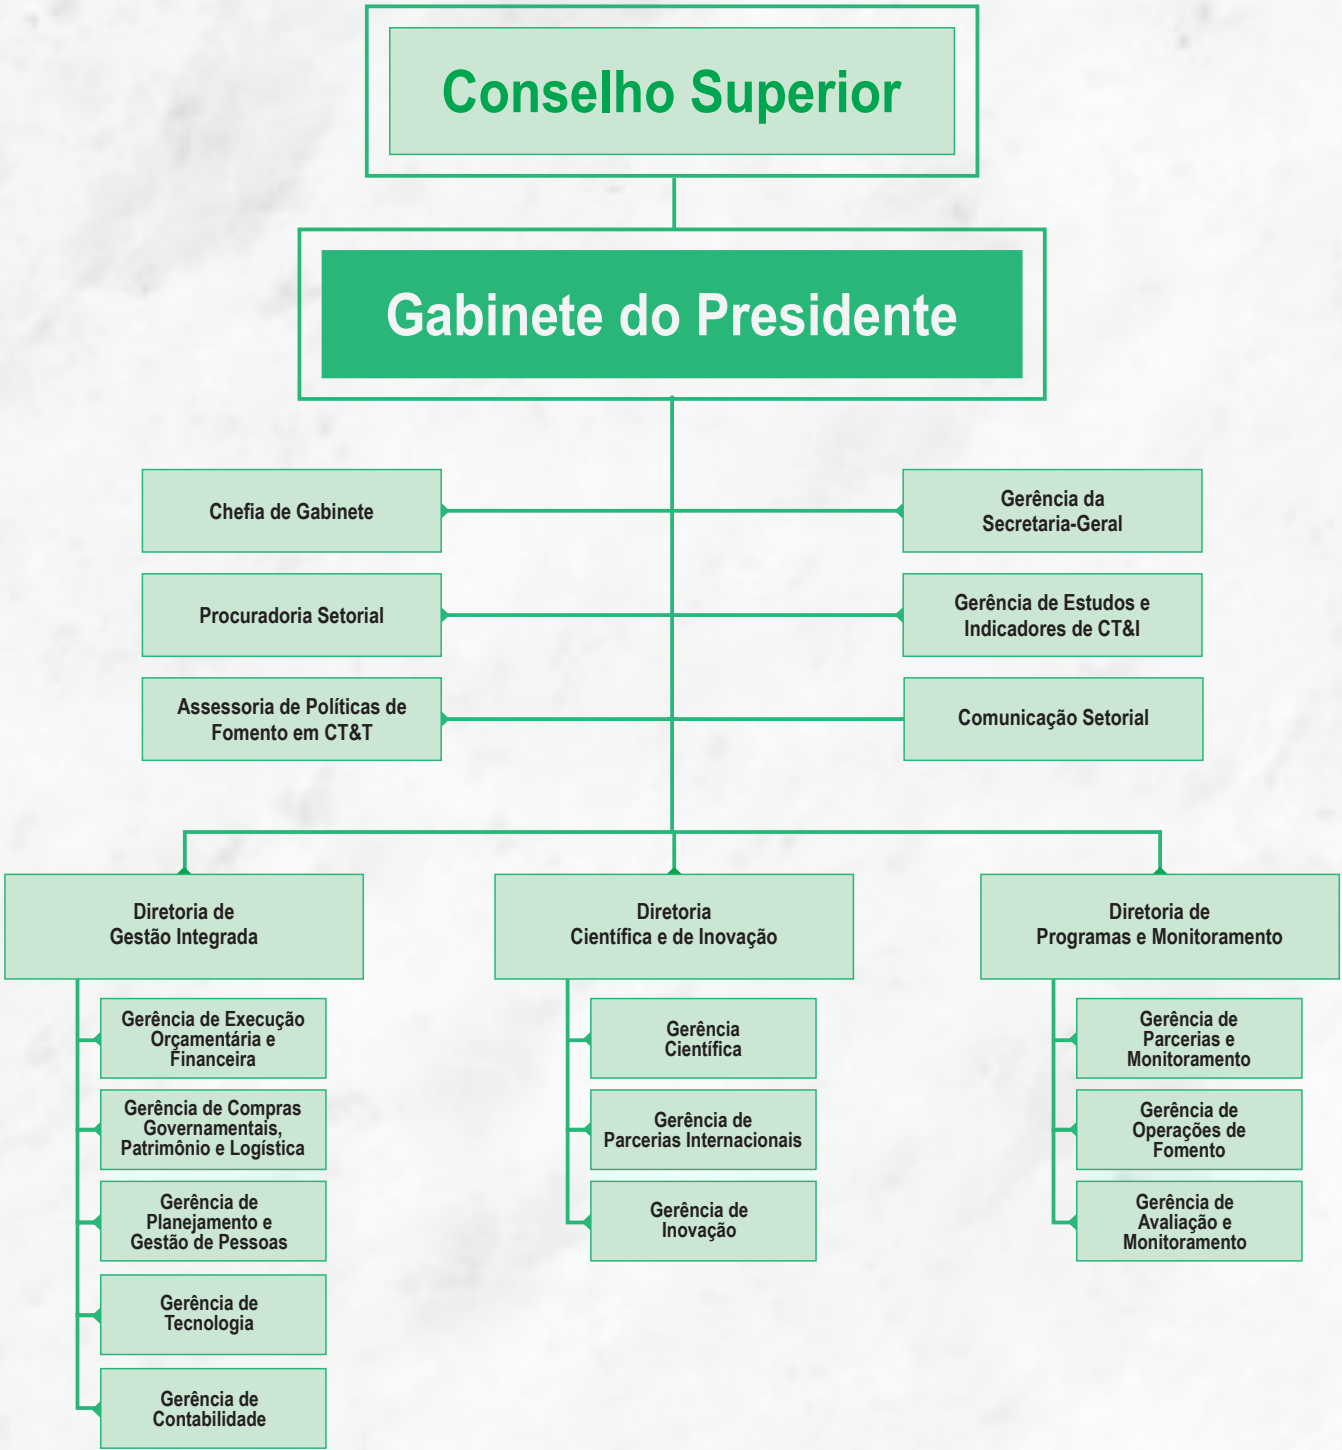 Conselho Superior
Gabinete do Presidente
Chefia de Gabinete
Gerência da
Secretaria-Geral
Procuradoria Setorial
Gerência de Estudos e
Indicadores de CT&I
Assessoria de Políticas de
Fomento em CT&T
Comunicação Setorial
Diretoria de
Gestão Integrada
Gerência de Execução
Orçamentária e
Financeira
Gerência de Compras
Governamentais,
Patrimônio e Logística
Gerência de
Planejamento e
Gestão de Pessoas
Gerência de
Tecnologia
Gerência de
Contabilidade
Diretoria
Científica e de Inovação
Gerência
Científica
Gerência de
Parcerias Internacionais
Gerência de
Inovação
Diretoria de
Programas e Monitoramento
Gerência de
Parcerias e
Monitoramento
Gerência de
Operações de
Fomento
Gerência de
Avaliação e
Monitoramento